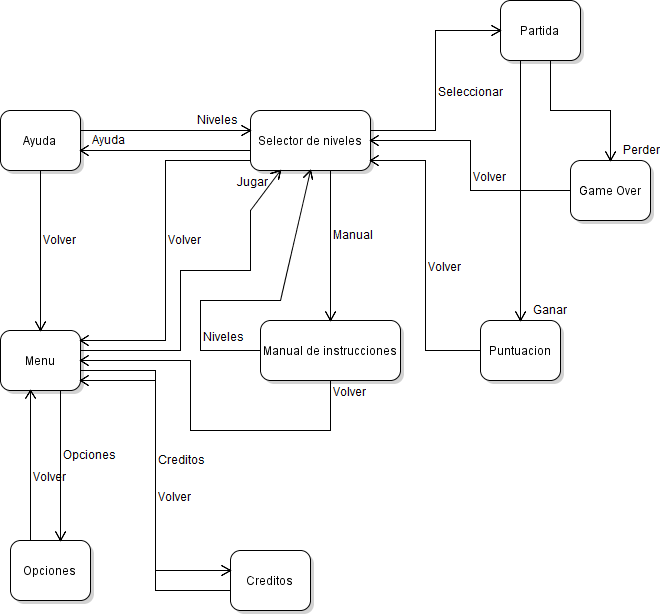 Partida
Seleccionar
Niveles
Ayuda
Ayuda
Selector de niveles
Perder
Volver
Game Over
Jugar
Volver
Volver
Manual
Volver
Ganar
Niveles
Menu
Manual de instrucciones
Puntuacion
Volver
Opciones
Creditos
Volver
Volver
Opciones
Creditos